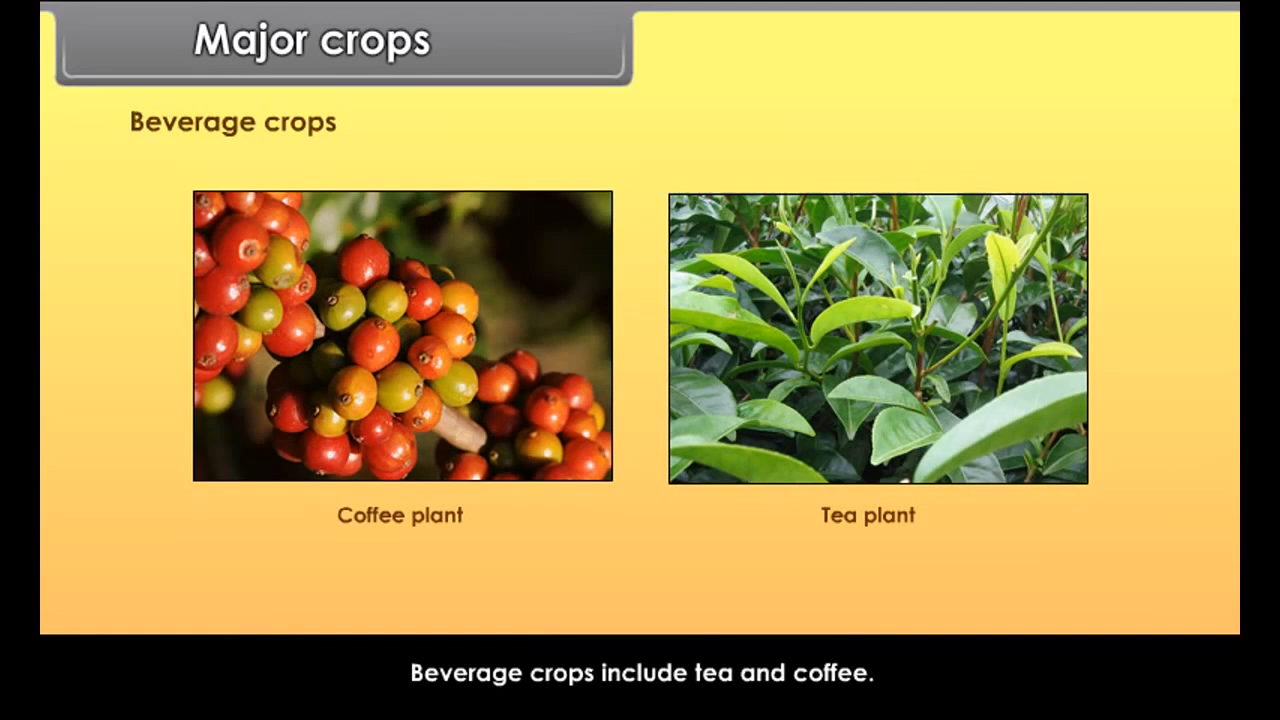 Major crops
Beverage crops
Coffee plant
Tea plant
Beverage crops include tea and coffee.